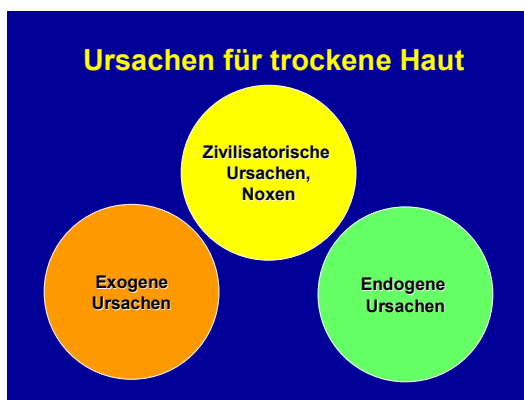 Ursachen für trockene Haut
Zivilisatorische
Ursachen,
Noxen
Exogene
Ursachen
Endogene
Ursachen